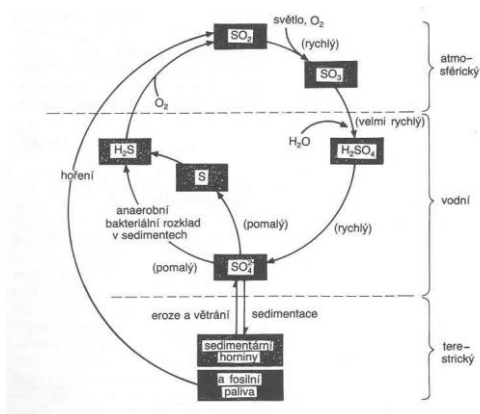 světlo, O₂
SO₂
(rychlý)
SO₃
atmo-
sférický
O₂
(velmi rychlý)
H₂O
H₂S
H₂SO₄
hoření
S
vodní
anaerobní
bakteriální rozklad
v sedimentech
(pomalý)
(rychlý)
(pomalý)
SO₄²⁻
eroze a větrání
sedimentace
sedimentární
horniny
tere-
strický
a fosilní
paliva